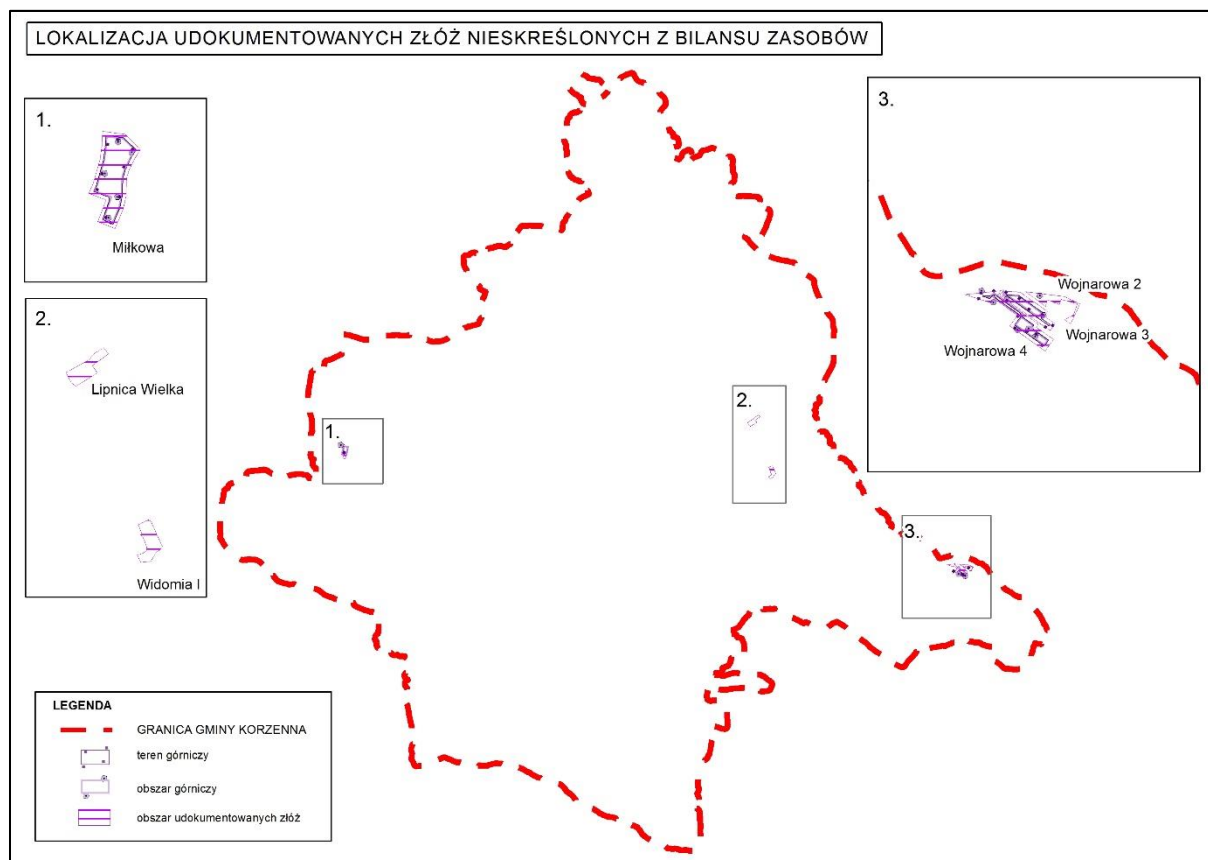 LOKALIZACJA UDOKUMENTOWANYCH ZŁÓŻ NIESKREŚLONYCH Z BILANSU ZASOBÓW
1.
Miłkowa
2.
Lipnica Wielka
Widomia I
3.
Wojnarowa 2
Wojnarowa 3
Wojnarowa 4
1.
2.
3.
LEGENDA
GRANICA GMINY KORZENNA
teren górniczy
obszar górniczy
obszar udokumentowanych złóż